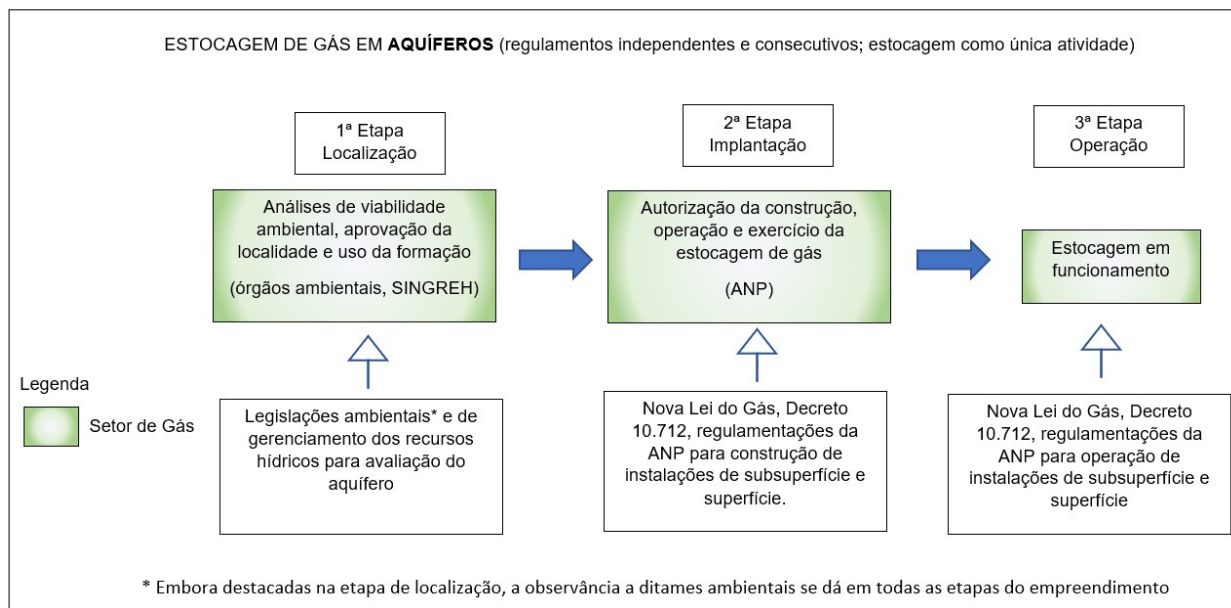 ESTOCAGEM DE GÁS EM AQUÍFEROS (regulamentos independentes e consecutivos; estocagem como única atividade)
1ª Etapa
Localização
2ª Etapa
Implantação
3ª Etapa
Operação
Análises de viabilidade
ambiental, aprovação da
localidade e uso da formação
(órgãos ambientais, SINGREH)
Autorização da construção,
operação e exercício da
estocagem de gás
(ANP)
Estocagem em
funcionamento
Legenda
Setor de Gás
Legislações ambientais* e de
gerenciamento dos recursos
hídricos para avaliação do
aquífero
Nova Lei do Gás, Decreto
10.712, regulamentações da
ANP para construção de
instalações de subsuperfície e
superfície.
Nova Lei do Gás, Decreto
10.712, regulamentações da
ANP para operação de
instalações de subsuperfície e
superfície
* Embora destacadas na etapa de localização, a observância a ditames ambientais se dá em todas as etapas do empreendimento